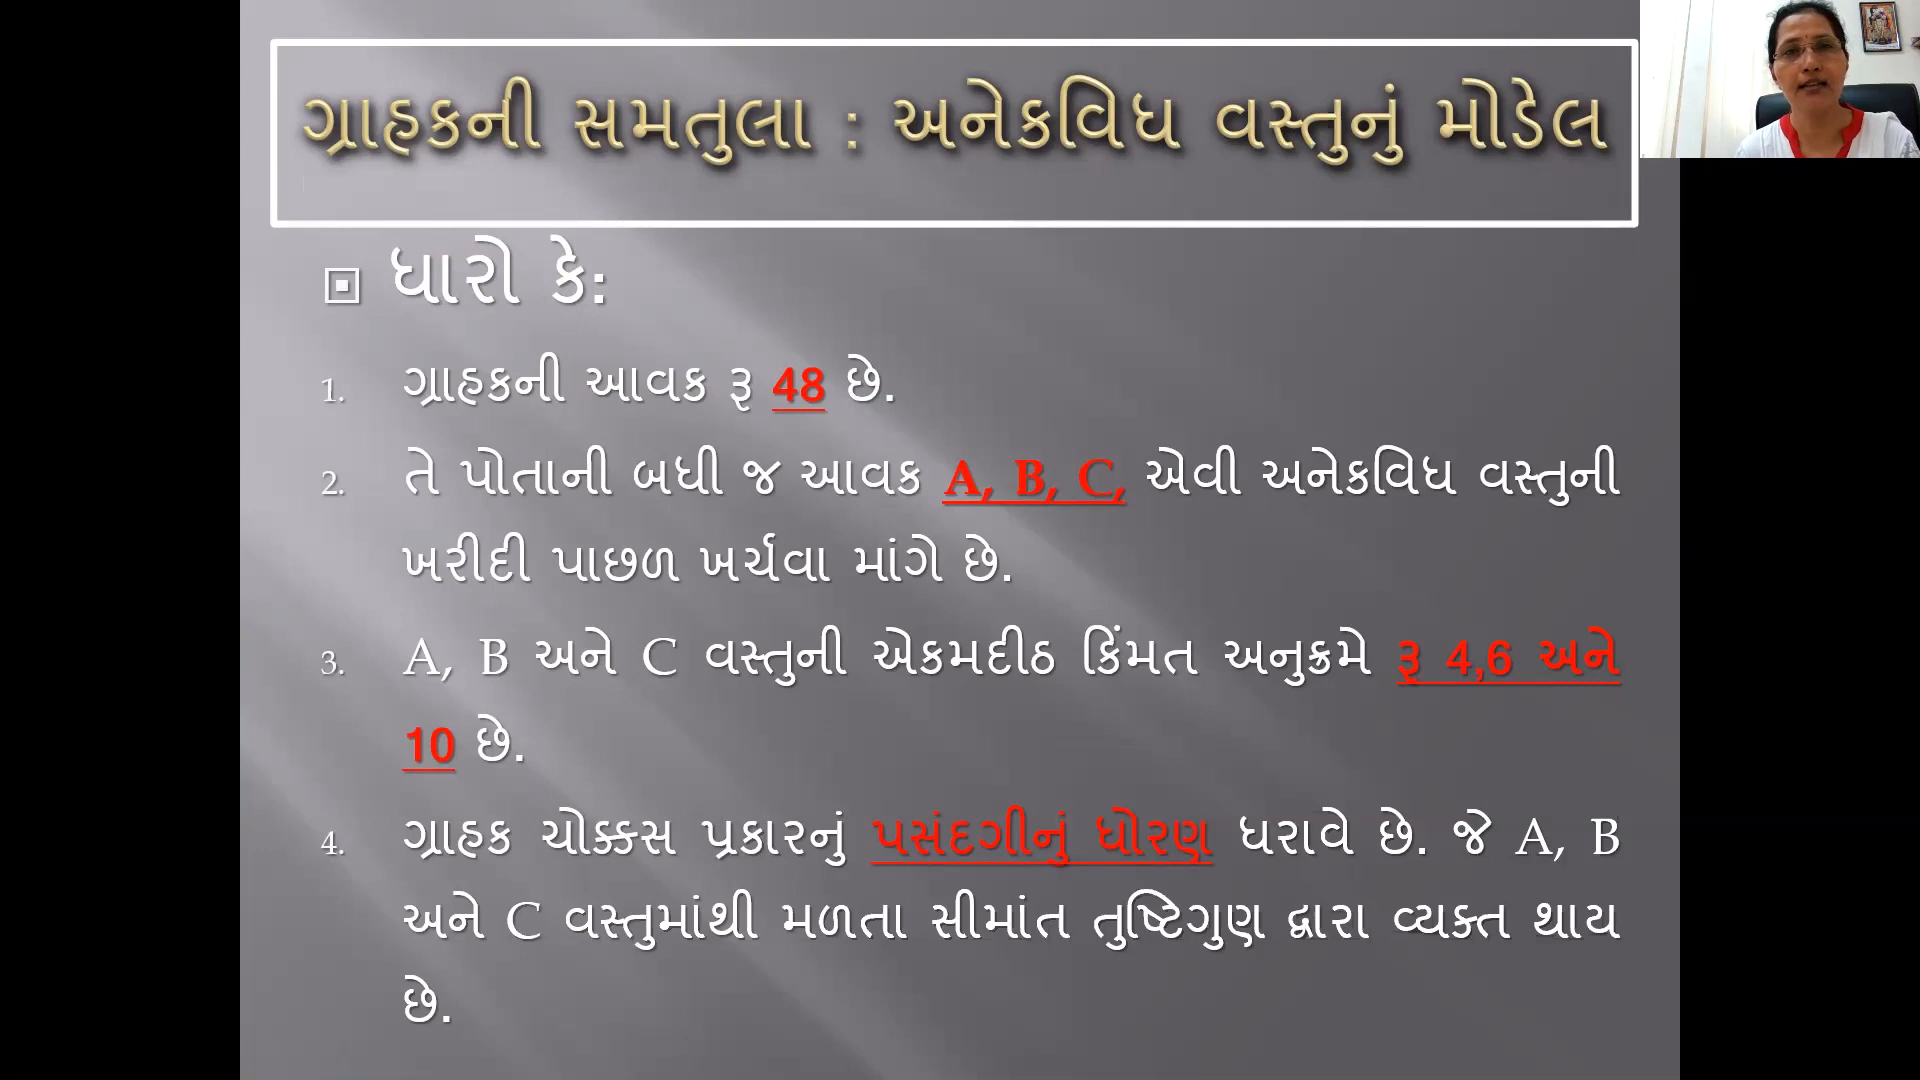 ગ્રાહકની સમતુલા : અનેકવિધ વસ્તુનું મોડેલ
ધારો કે:
1. ગ્રાહકની આવક રૂ 48 છે.
2. તે પોતાની બધી જ આવક A, B, C, એવી અનેકવિધ વસ્તુની
ખરીદી પાછળ ખર્ચવા માંગે છે.
3. A, B અને C વસ્તુની એકમદીઠ કિંમત અનુક્રમે રૂ 4,6 અને
10 છે.
4. ગ્રાહક ચોક્કસ પ્રકારનું પસંદગીનું ધોરણ ધરાવે છે. જે A, B
અને C વસ્તુમાંથી મળતા સીમાંત તુષ્ટિગુણ દ્વારા વ્યક્ત થાય
છે.